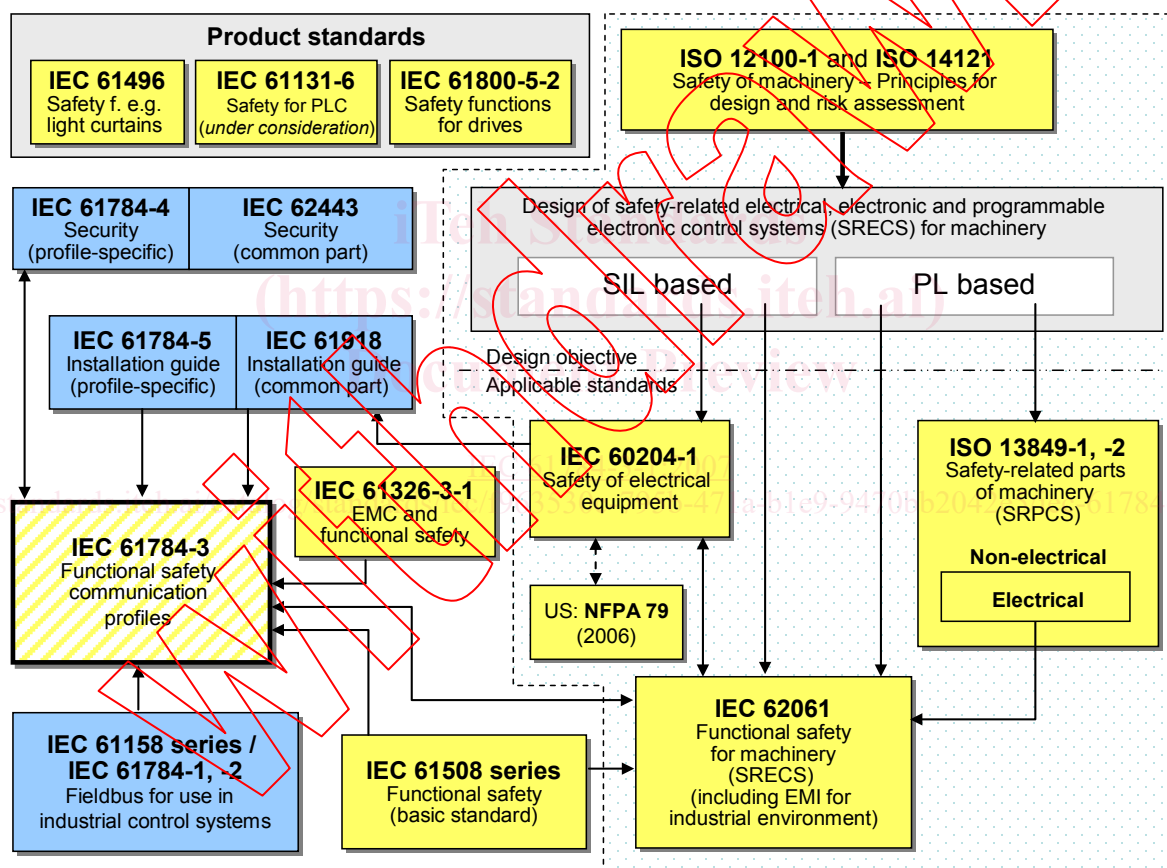 Product standards
IEC 61496
Safety f. e.g.
light curtains
IEC 61131-6
Safety for PLC
(under consideration)
IEC 61800-5-2
Safety functions
for drives
ISO 12100-1 and ISO 14121
Safety of machinery – Principles for
design and risk assessment
IEC 61784-4
Security
(profile-specific)
IEC 62443
Security
(common part)
Design of safety-related electrical, electronic and programmable
electronic control systems (SRECS) for machinery
SIL based
PL based
iTeh Standards
(https://standards.iteh.ai)
Document Preview
IEC 61784-5
Installation guide
(profile-specific)
IEC 61918
Installation guide
(common part)
Design objective
Applicable standards
IEC 60204-1
Safety of electrical
equipment
ISO 13849-1, -2
Safety-related parts
of machinery
(SRPCS)
Non-electrical
Electrical
IEC 61326-3-1
EMC and
functional safety
IEC 61784-3
Functional safety
communication
profiles
US: NFPA 79
(2006)
IEC 62061
Functional safety
for machinery
(SRECS)
(including EMI for
industrial environment)
IEC 61158 series /
IEC 61784-1, -2
Fieldbus for use in
industrial control systems
IEC 61508 series
Functional safety
(basic standard)